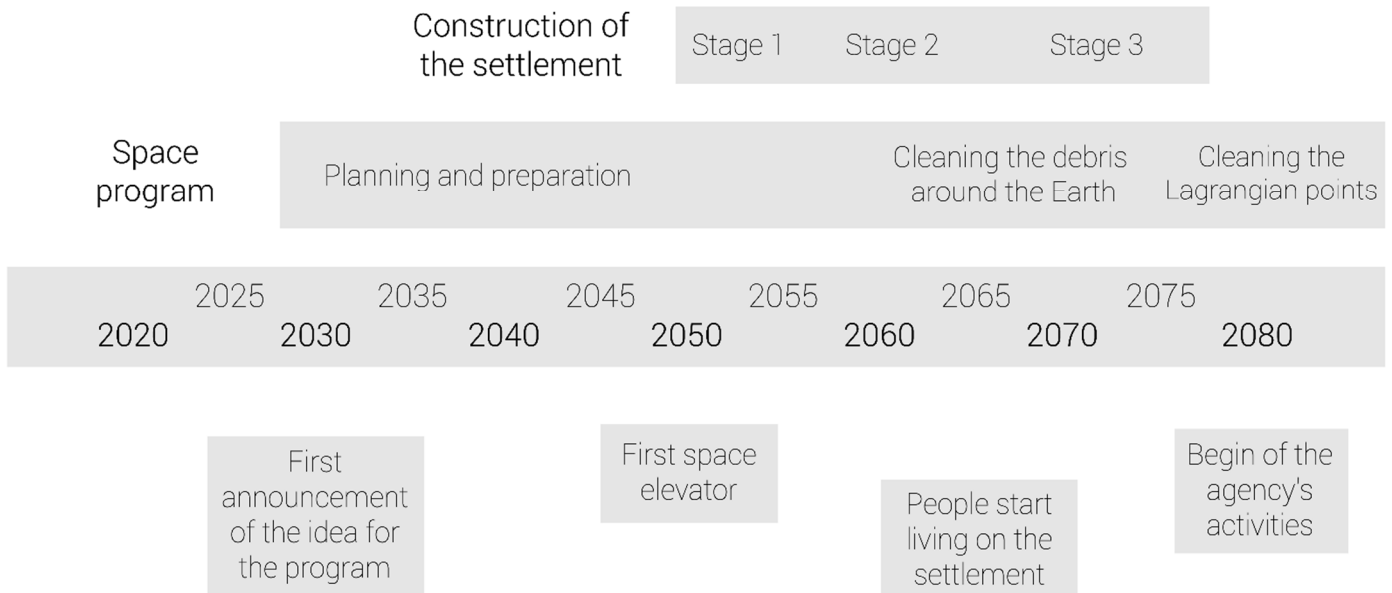 Construction of
the settlement
Stage 1 Stage 2 Stage 3
Space
program
Planning and preparation
Cleaning the debris
around the Earth
Cleaning the
Lagrangian points
2025 2035 2045 2055 2065 2075
2020 2030 2040 2050 2060 2070 2080
First
announcement
of the idea for
the program
First space
elevator
People start
living on the
settlement
Begin of the
agency's
activities